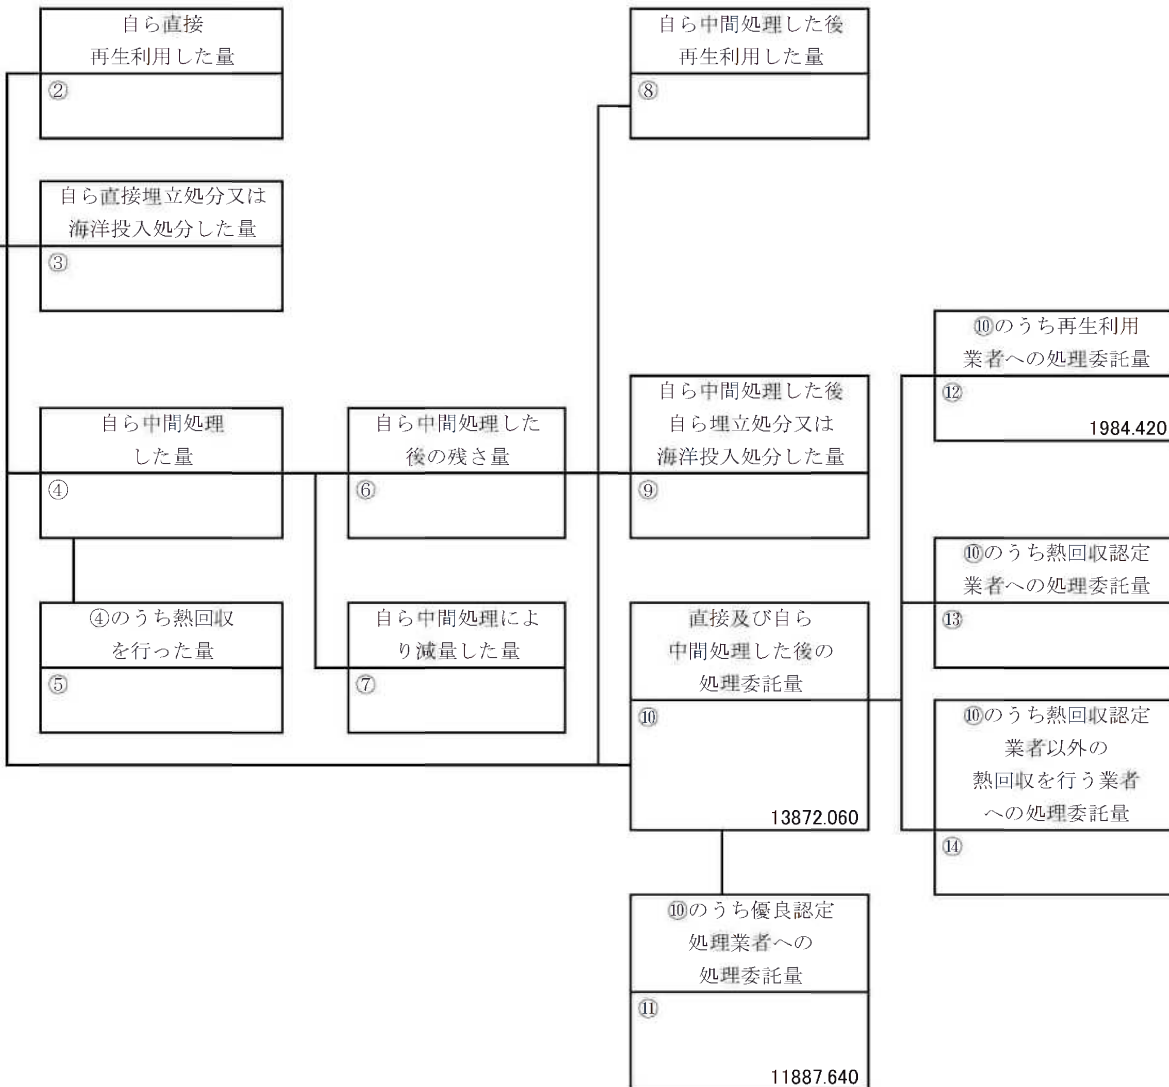 自ら直接
再生利用した量
②
自ら中間処理した後
再生利用した量
⑧
自ら直接埋立処分又は
海洋投入処分した量
③
⑩のうち再生利用
業者への処理委託量
⑫
1984.420
自ら中間処理
した量
④
自ら中間処理した
後の残さ量
⑥
自ら中間処理した後
自ら埋立処分又は
海洋投入処分した量
⑨
⑩のうち熱回収認定
業者への処理委託量
⑬
④のうち熱回収
を行った量
⑤
自ら中間処理によ
り減量した量
⑦
直接及び自ら
中間処理した後の
処理委託量
⑩
13872.060
⑩のうち熱回収認定
業者以外の
熱回収を行う業者
への処理委託量
⑭
⑩のうち優良認定
処理業者への
処理委託量
⑪
11887.640